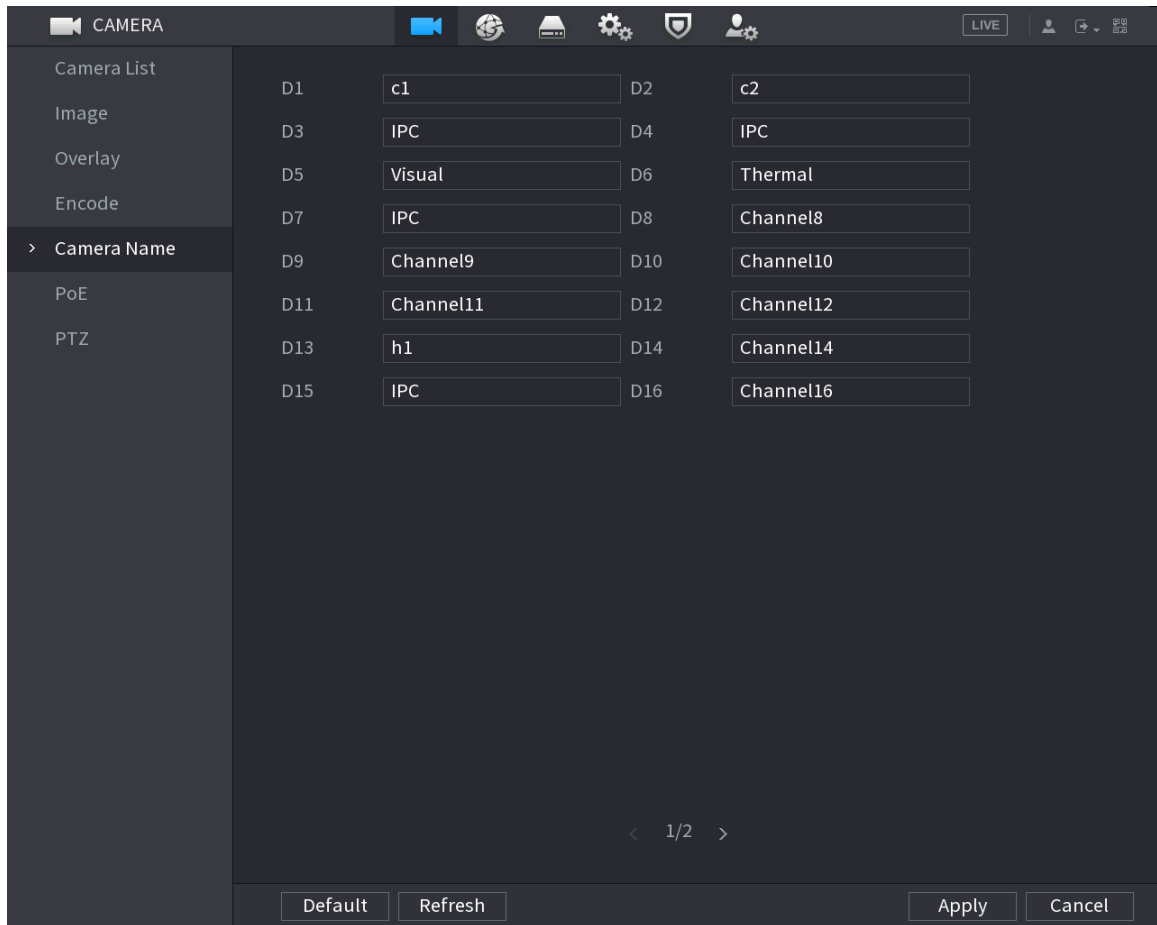 CAMERA LIVE
Camera List
Image
Overlay
Encode
> Camera Name
PoE
PTZ
D1 c1 D2 c2
D3 IPC D4 IPC
D5 Visual D6 Thermal
D7 IPC D8 Channel8
D9 Channel9 D10 Channel10
D11 Channel11 D12 Channel12
D13 h1 D14 Channel14
D15 IPC D16 Channel16
< 1/2 >
Default Refresh Apply Cancel